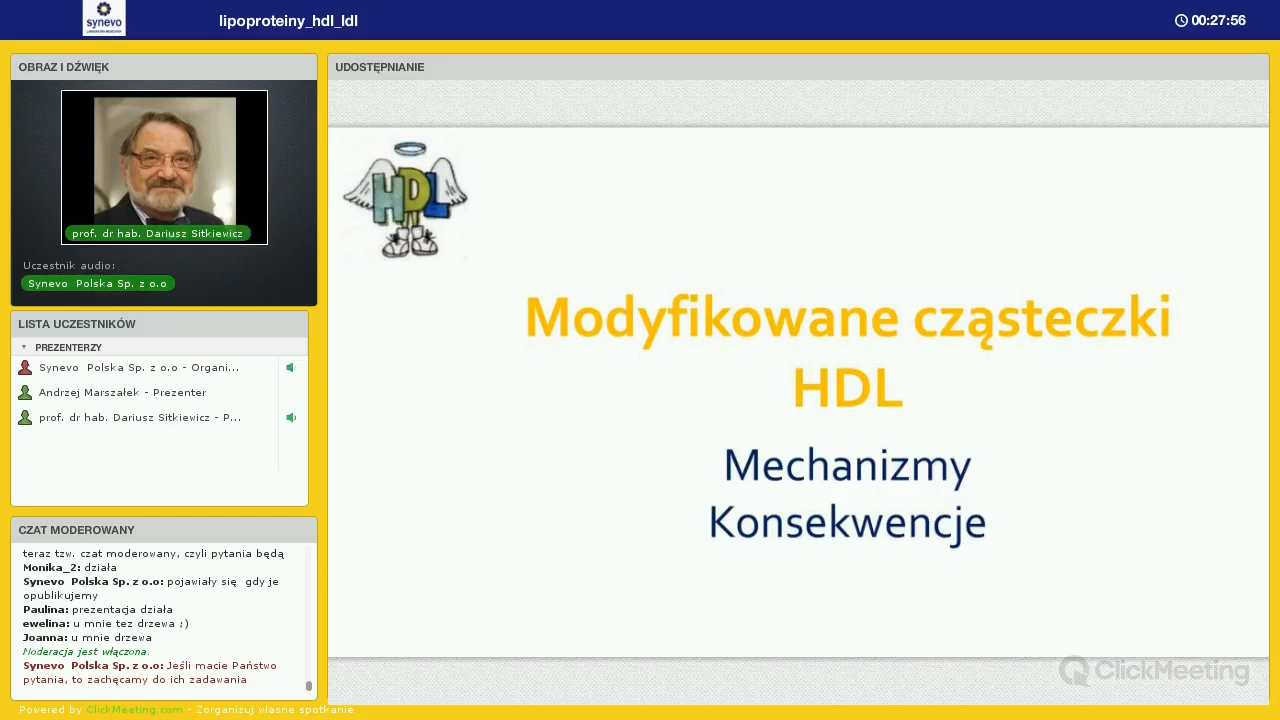 synevo
lipoproteiny_hdl_ldl
00:27:56
OBRAZ I DŹWIĘK
prof. dr hab. Dariusz Sitkiewicz
Uczestnik audio:
Synevo Polska Sp. z o.o
LISTA UCZESTNIKÓW
PREZENTERZY
Synevo Polska Sp. z o.o - Organi...
Andrzej Marszałek - Prezenter
prof. dr hab. Dariusz Sitkiewicz - P...
CZAT MODEROWANY
teraz tzw. czat moderowany, czyli pytania będą
Monika_2: działa
Synevo Polska Sp. z o.o: pojawiały się gdy je
opublikujemy
Paulina: prezentacja działa
ewelina: u mnie tez drzewa ;)
Joanna: u mnie drzewa
Moderacja jest włączona.
Synevo Polska Sp. z o.o: Jeśli macie Państwo
pytania, to zachęcamy do ich zadawania
Powered by ClickMeeting.com - Zorganizuj własne spotkanie
UDOSTĘPNIANIE
HDL
Modyfikowane cząsteczki
HDL
Mechanizmy
Konsekwencje
ClickMeeting